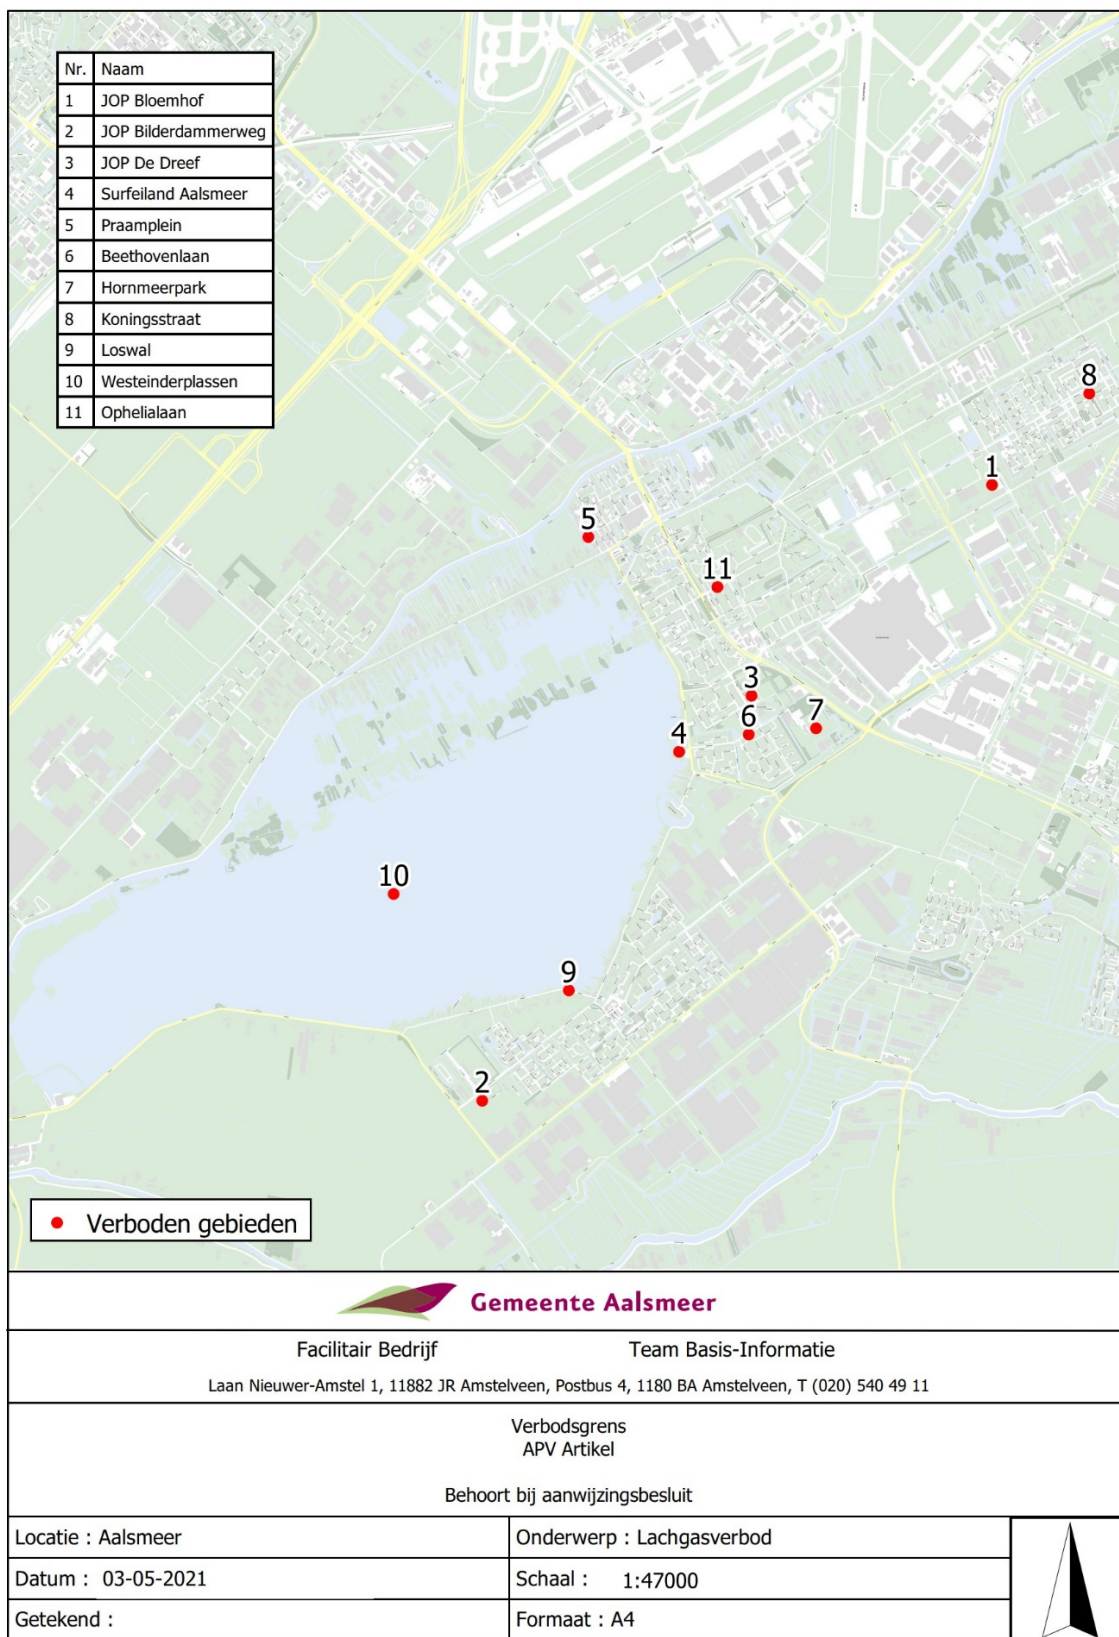 Nr. Naam
1 JOP Bloemhof
2 JOP Bilderdammerweg
3 JOP De Dreef
4 Surfeiland Aalsmeer
5 Praamplein
6 Beethovenlaan
7 Hornmeerpark
8 Koningsstraat
9 Loswal
10 Westeinderplassen
11 Ophelialaan
8
1
5
11
3
6
7
4
10
9
2
Verboden gebieden
Gemeente Aalsmeer
Facilitair Bedrijf Team Basis-Informatie
Laan Nieuwer-Amstel 1, 11882 JR Amstelveen, Postbus 4, 1180 BA Amstelveen, T (020) 540 49 11
Verbodsgrens
APV Artikel
Behoort bij aanwijzingsbesluit
Locatie : Aalsmeer
Onderwerp : Lachgasverbod
Datum : 03-05-2021
Schaal : 1:47000
Getekend :
Formaat : A4